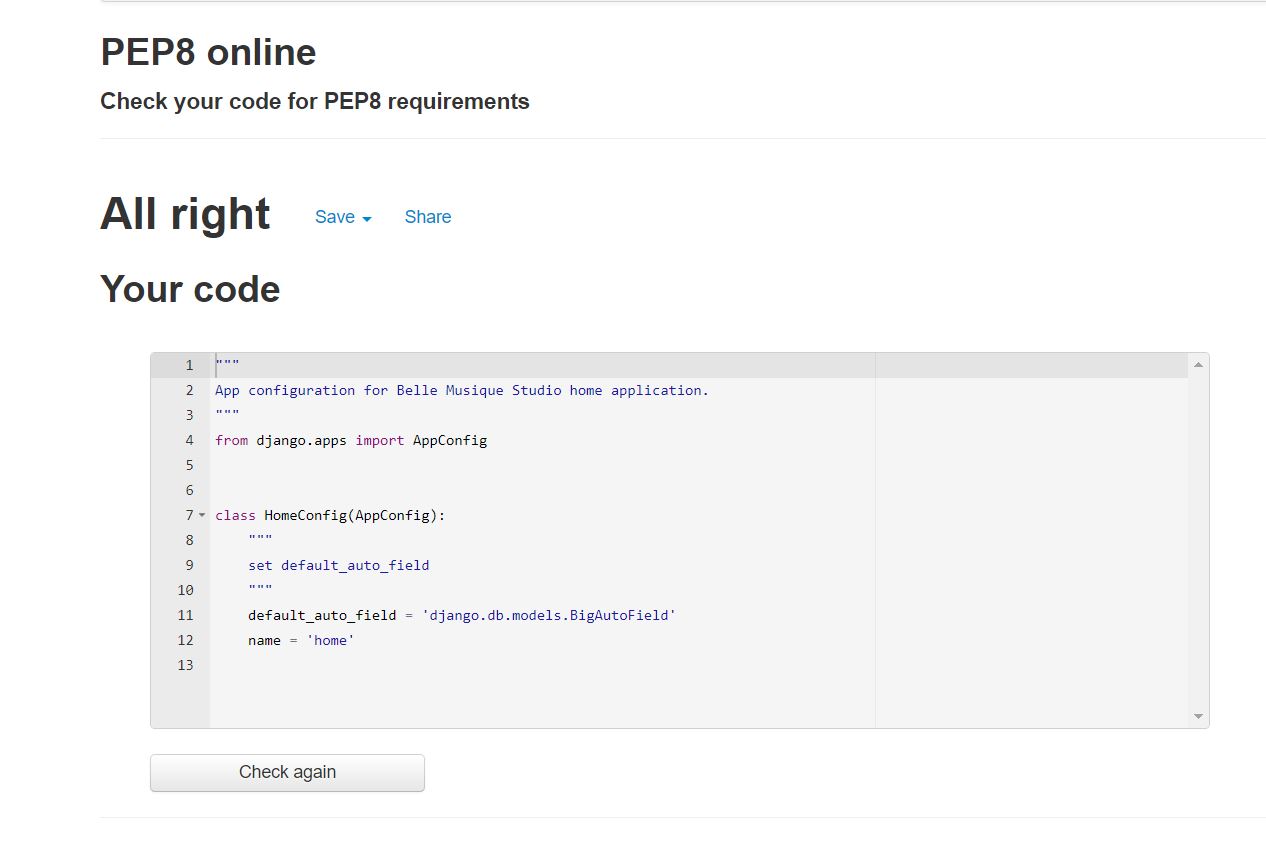 PEP8 online
Check your code for PEP8 requirements
All right Save Share
Your code
1 """
2 App configuration for Belle Musique Studio home application.
3 """
4 from django.apps import AppConfig
5
6
7 class HomeConfig(AppConfig):
8     """
9     set default_auto_field
10     """
11     default_auto_field = 'django.db.models.BigAutoField'
12     name = 'home'
13
Check again